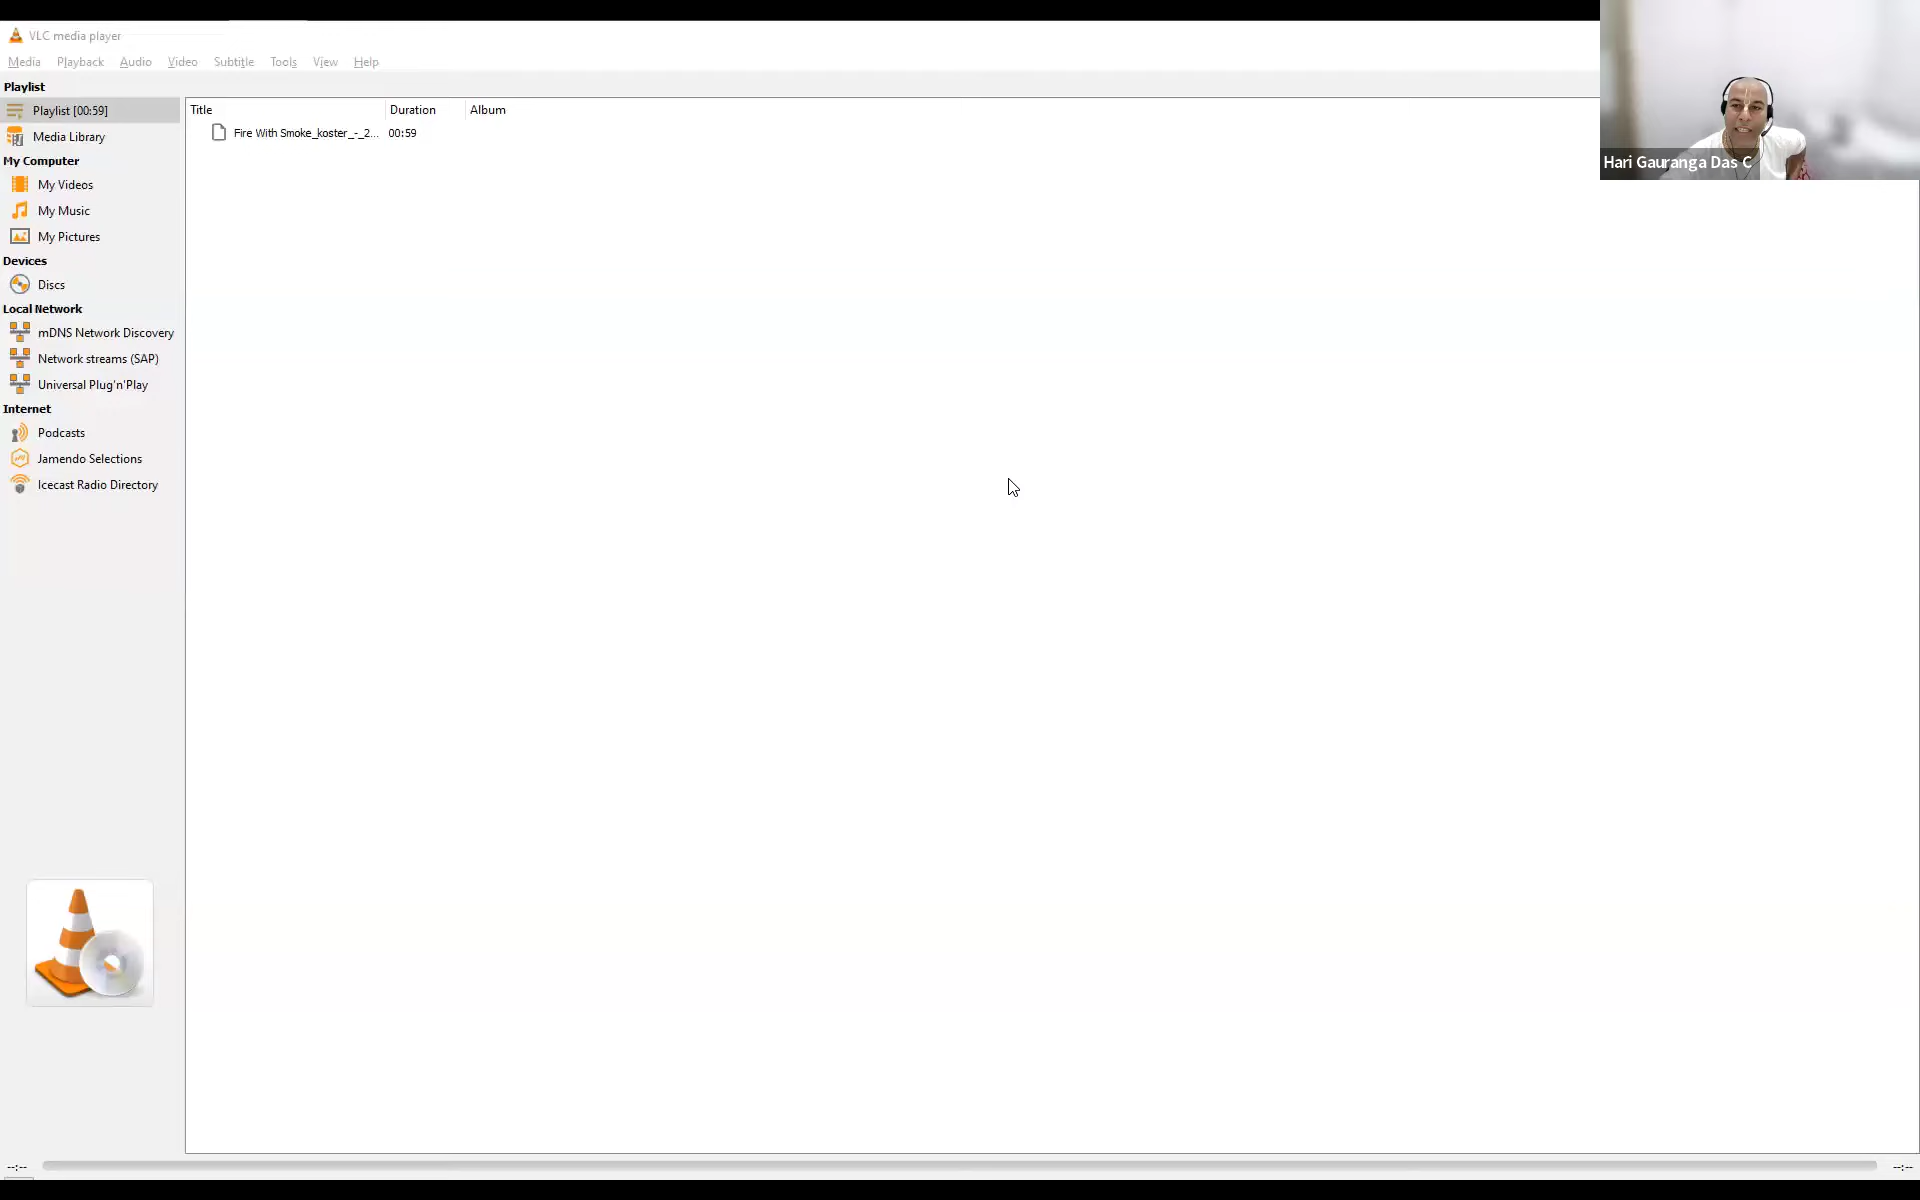 VLC media player
Media Playback Audio Video Subtitle Tools View Help
Playlist
Playlist [00:59]
Media Library
My Computer
My Videos
My Music
My Pictures
Devices
Discs
Local Network
mDNS Network Discovery
Network streams (SAP)
Universal Plug'n'Play
Internet
Podcasts
Jamendo Selections
Icecast Radio Directory
Title Duration Album
Fire With Smoke_koster_-_2... 00:59
Hari Gauranga Das C
--:-- --:--